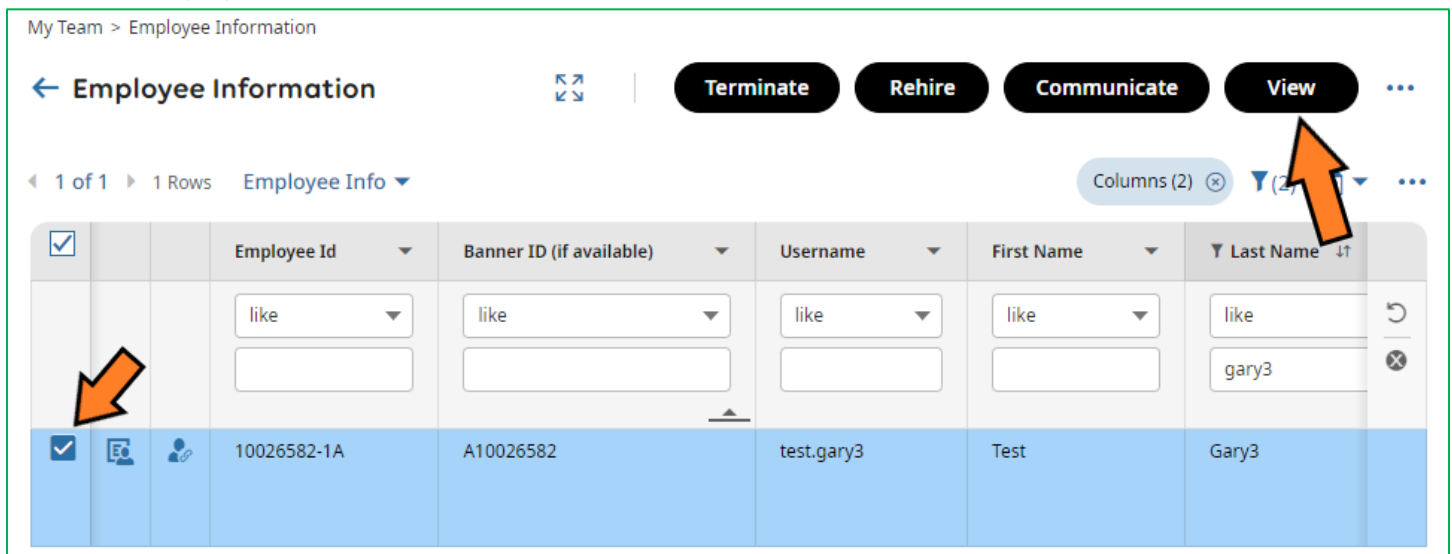 My Team > Employee Information
Employee Information
Terminate Rehire Communicate View
1 of 1 1 Rows Employee Info Columns (2) (2)
Employee Id Banner ID (if available) Username First Name Last Name
like like like like like
gary3
10026582-1A A10026582 test.gary3 Test Gary3